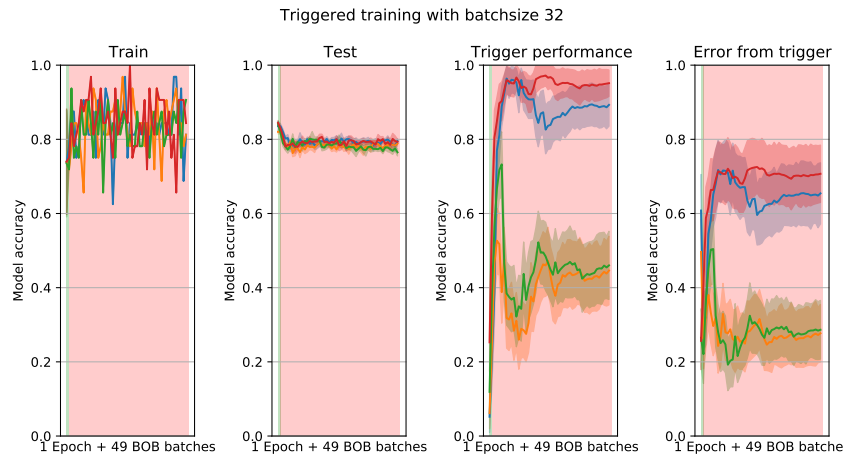 Triggered training with batchsize 32
Train
Test
Trigger performance
Error from trigger
1.0
0.8
0.6
0.4
0.2
0.0
Model accuracy
1 Epoch + 49 BOB batches
1.0
0.8
0.6
0.4
0.2
0.0
Model accuracy
1 Epoch + 49 BOB batches
1.0
0.8
0.6
0.4
0.2
0.0
Model accuracy
1 Epoch + 49 BOB batches
1.0
0.8
0.6
0.4
0.2
0.0
Model accuracy
1 Epoch + 49 BOB batche